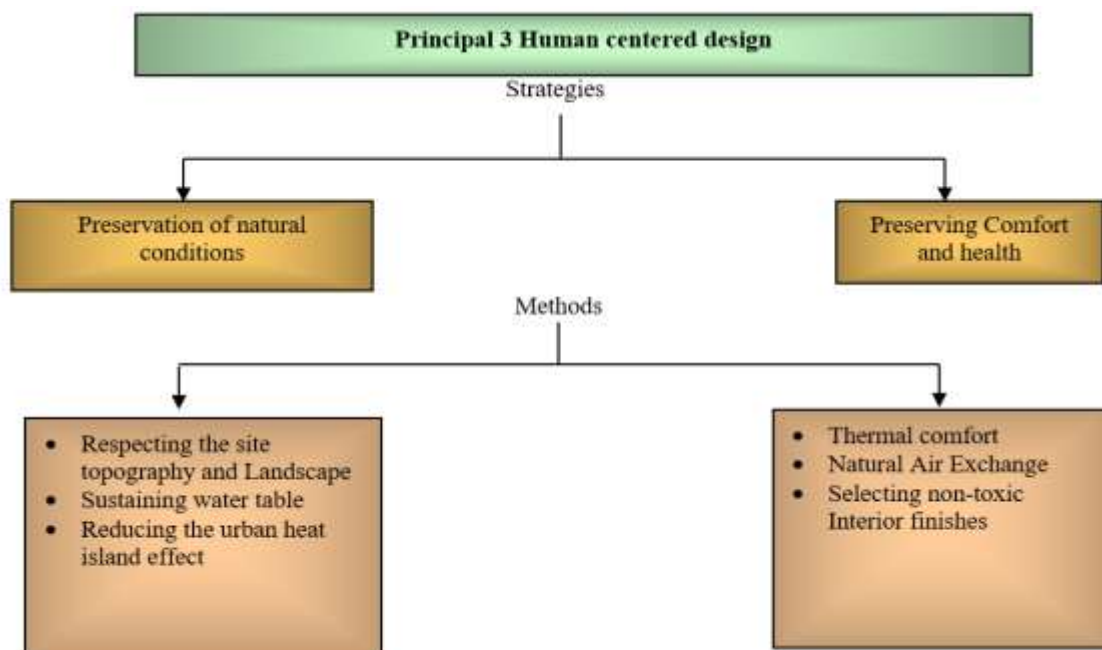 Principal 3 Human centered design
Strategies
Preservation of natural
conditions
Preserving Comfort
and health
Methods
• Respecting the site
topography and Landscape
• Sustaining water table
• Reducing the urban heat
island effect
• Thermal comfort
• Natural Air Exchange
• Selecting non-toxic
Interior finishes